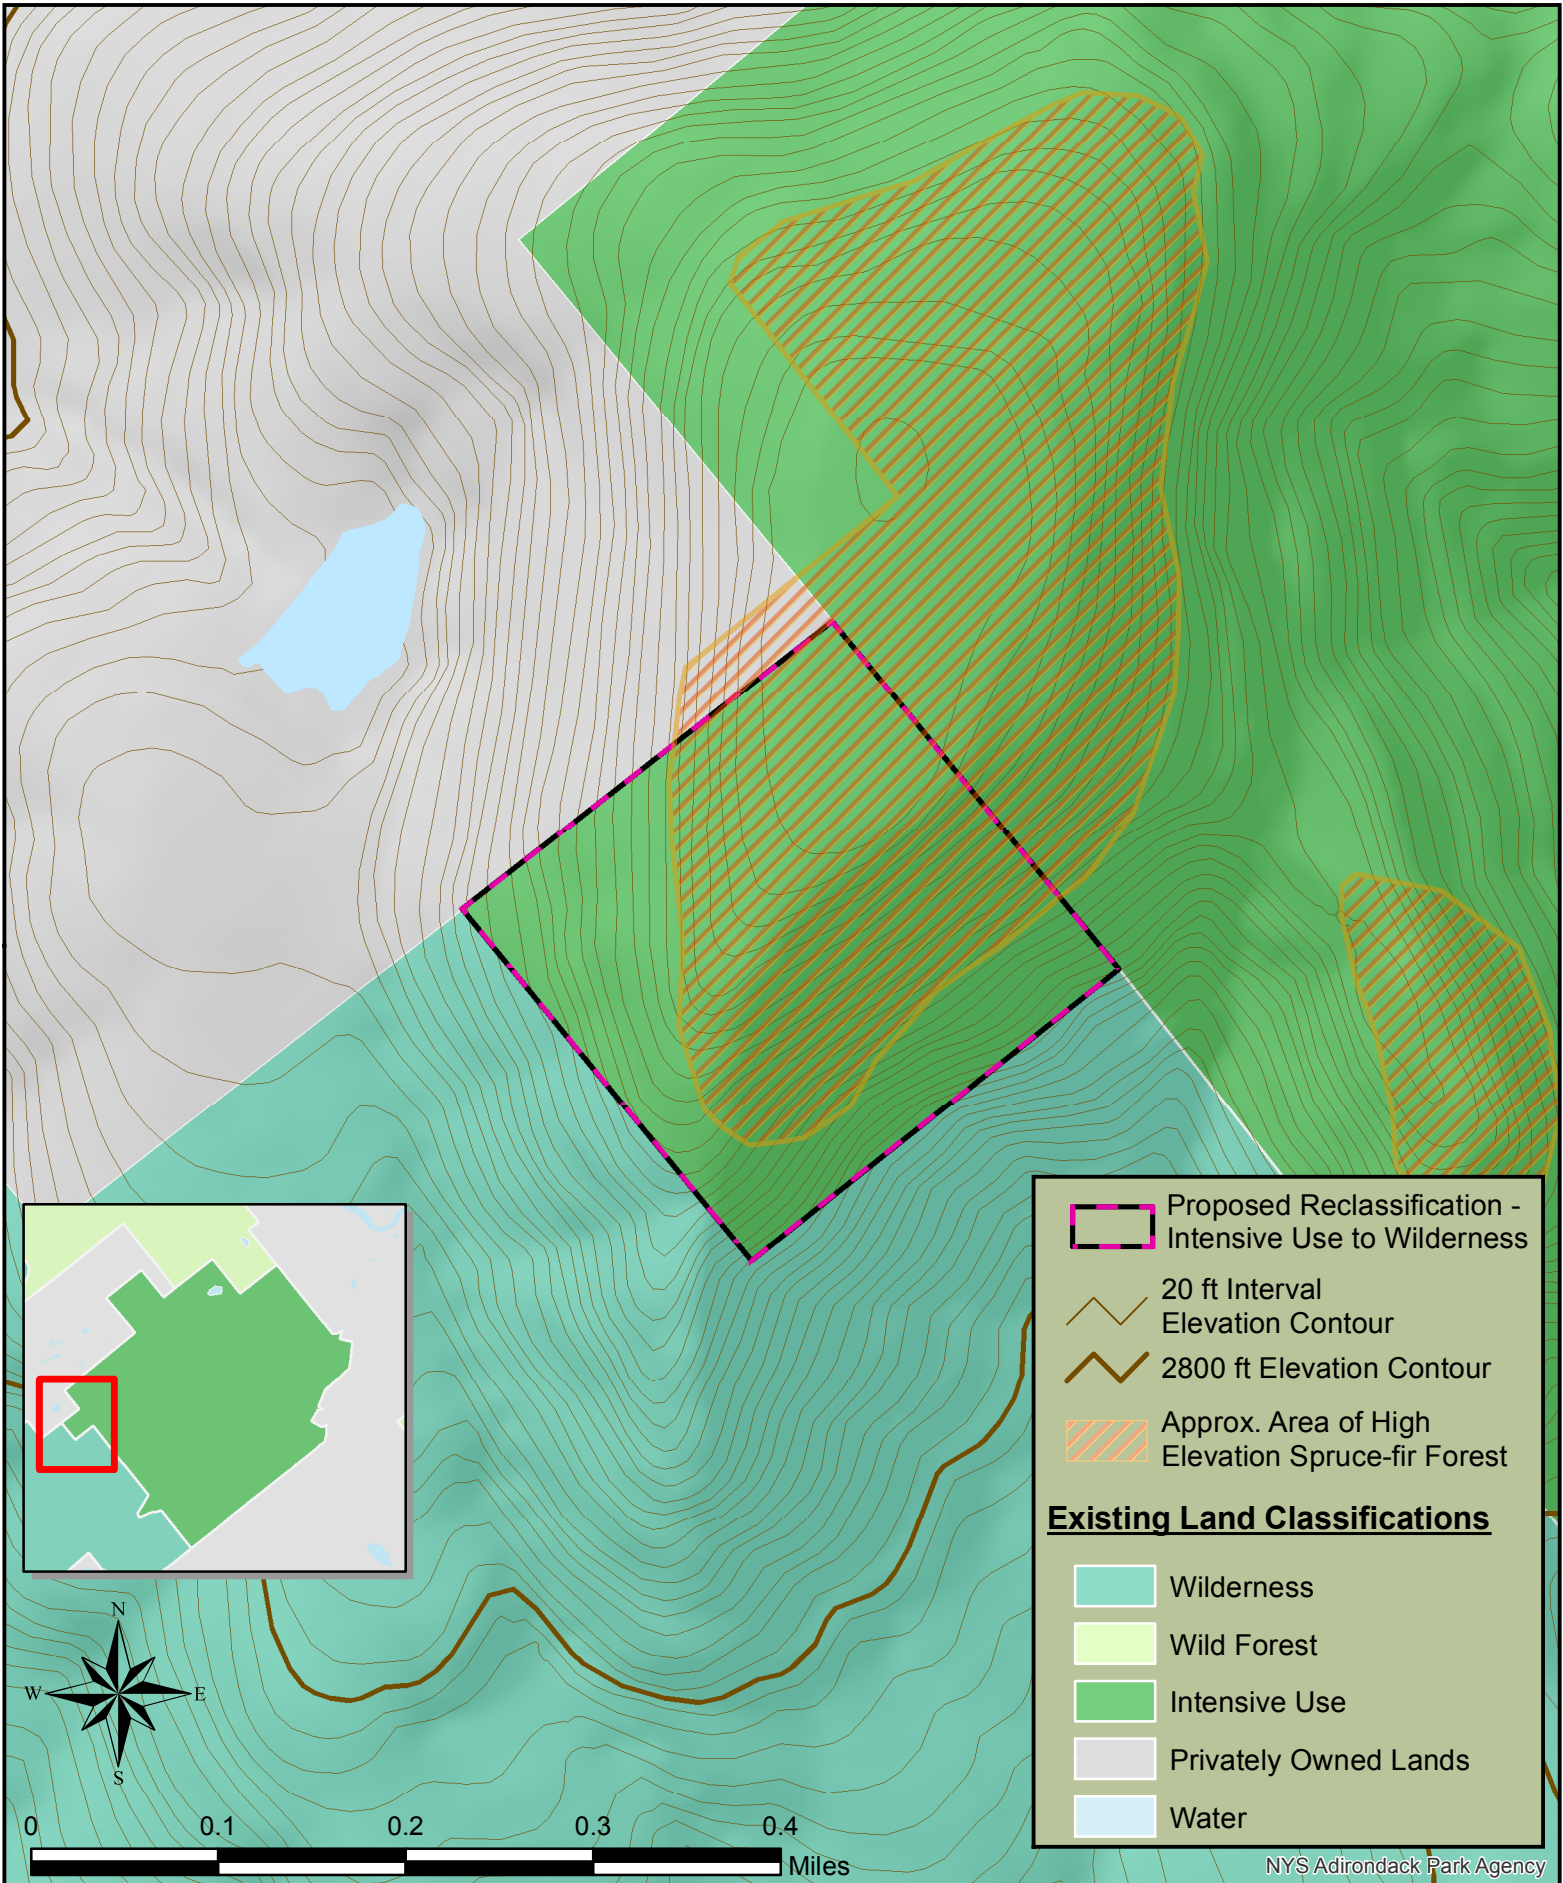 Proposed Reclassification -
Intensive Use to Wilderness
20 ft Interval
Elevation Contour
2800 ft Elevation Contour
Approx. Area of High
Elevation Spruce-fir Forest
Existing Land Classifications
Wilderness
Wild Forest
Intensive Use
Privately Owned Lands
Water
N
W E
S
0 0.1 0.2 0.3 0.4
Miles
NYS Adirondack Park Agency